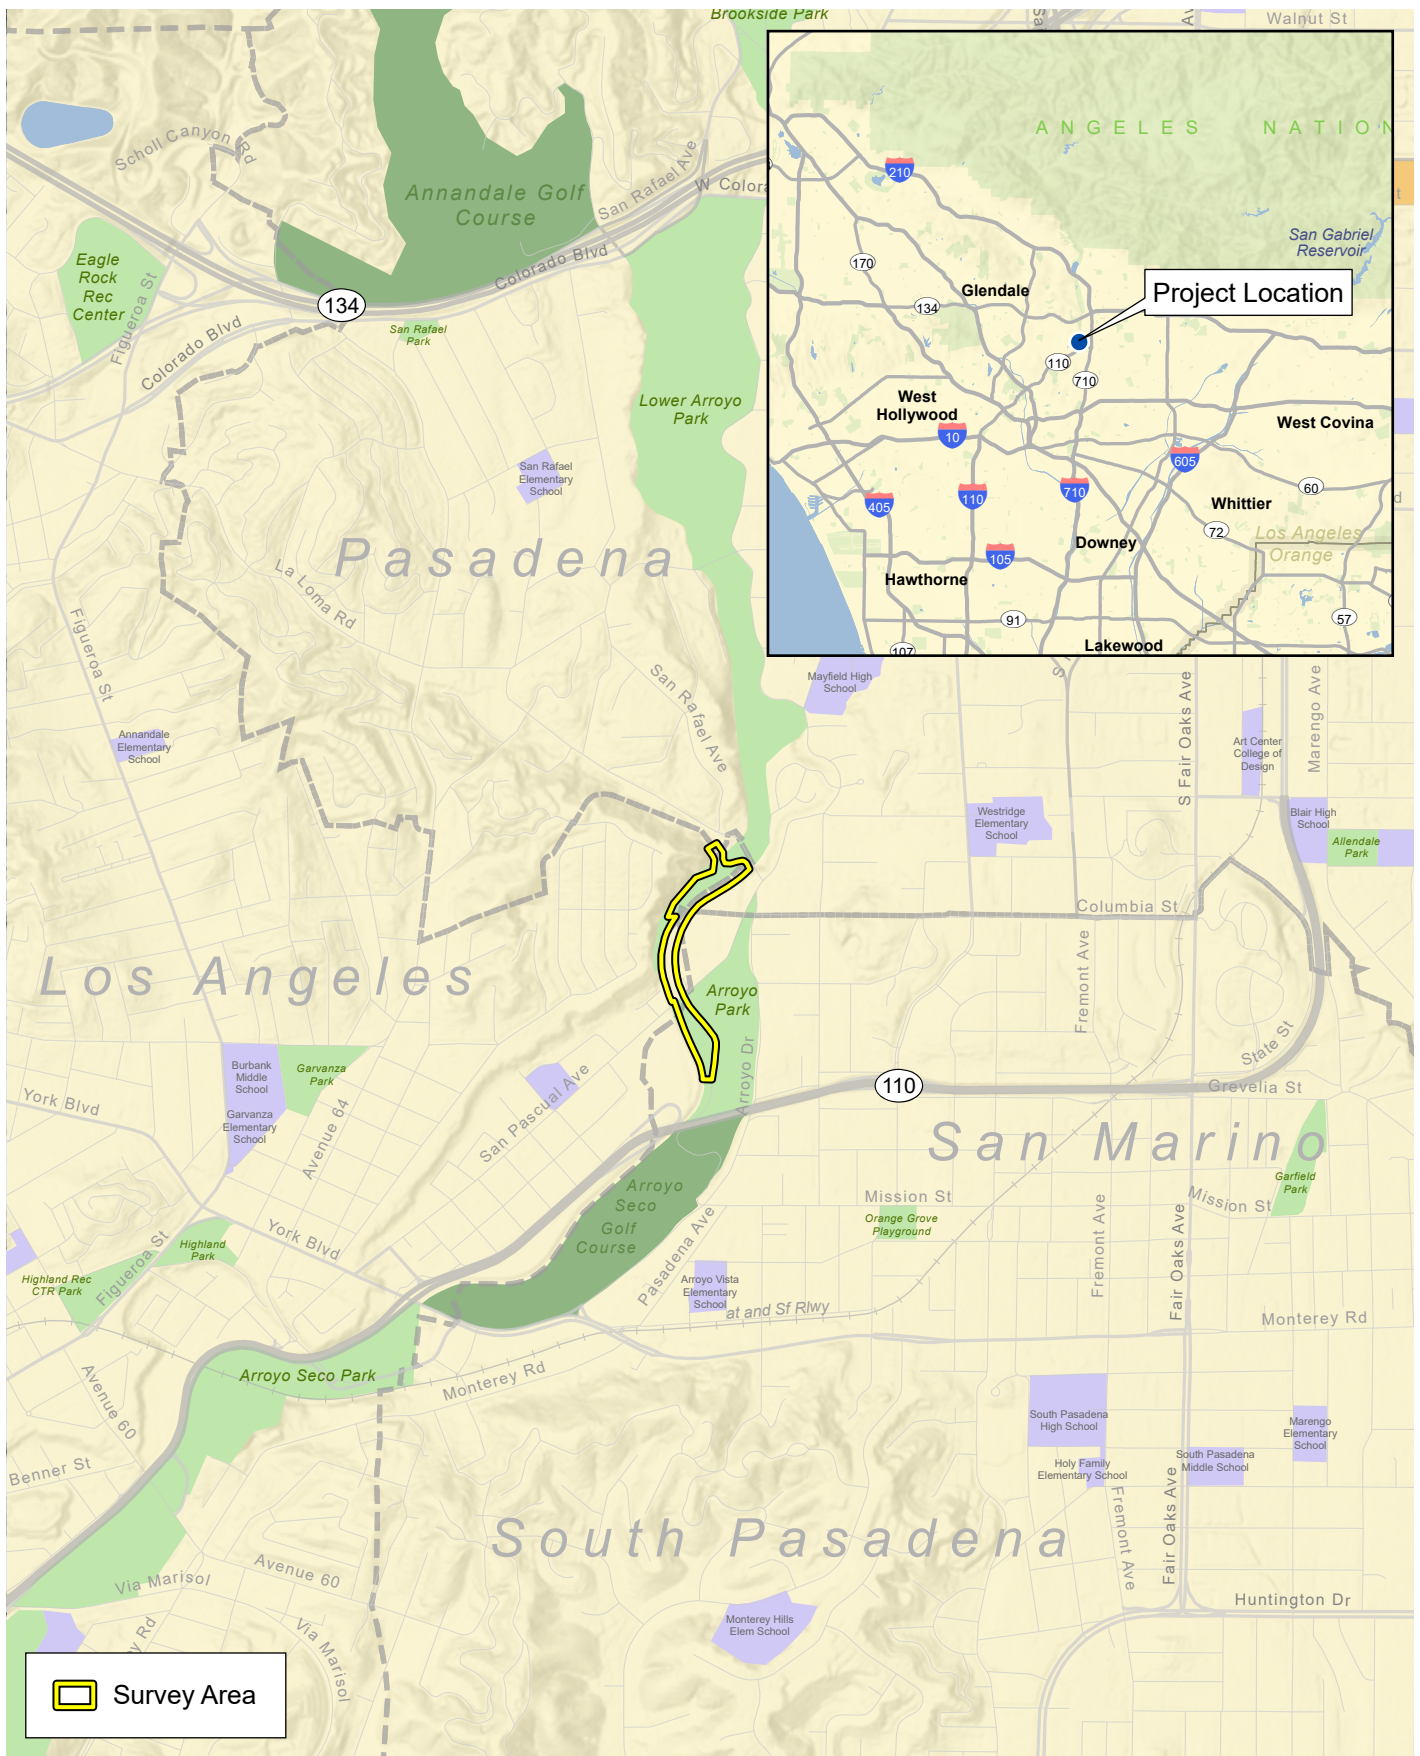 Brookside Park
Walnut St
Scholl Canyon Rd
Annandale Golf
Course
San Rafael Ave
W Colora
Eagle
Rock
Rec
Center
Figueroa St
Colorado Blvd
134
Colorado Blvd
San Rafael
Park
Lower Arroyo
Park
San Rafael
Elementary
School
Pasadena
La Loma Rd
Figueroa St
San Rafael Ave
Annandale
Elementary
School
ANGELES NATION
210
San Gabriel
Reservoir
170
Glendale
134
Project Location
110
710
West
Hollywood
10
West Covina
605
60
405
110
710
Whittier
72
Los Angeles
Orange
105
Downey
Hawthorne
91
57
107
Lakewood
Mayfield High
School
S Fair Oaks Ave
Marengo Ave
Art Center
College of
Design
Westridge
Elementary
School
Blair High
School
Allendale
Park
Columbia St
Fremont Ave
Los Angeles
Arroyo
Park
Arroyo Dr
State St
Burbank
Middle
School
Garvanza
Park
Garvanza
Elementary
School
York Blvd
Avenue 64
San Pascual Ave
110
Grevelia St
San Marino
Garfield
Park
Mission St
Mission St
Orange Grove
Playground
Arroyo
Seco
Golf
Course
Pasadena Ave
Fremont Ave
Fair Oaks Ave
York Blvd
Highland
Park
Figueroa St
Highland Rec
CTR Park
Arroyo Vista
Elementary
School
at and Sf Rlwy
Monterey Rd
Arroyo Seco Park
Monterey Rd
Avenue 60
Benner St
South Pasadena
High School
Marengo
Elementary
School
Holy Family
Elementary School
South Pasadena
Middle School
Fremont Ave
Fair Oaks Ave
South Pasadena
Avenue 60
Via Marisol
Via Marisol
y Rd
Huntington Dr
Monterey Hills
Elem School
Survey Area